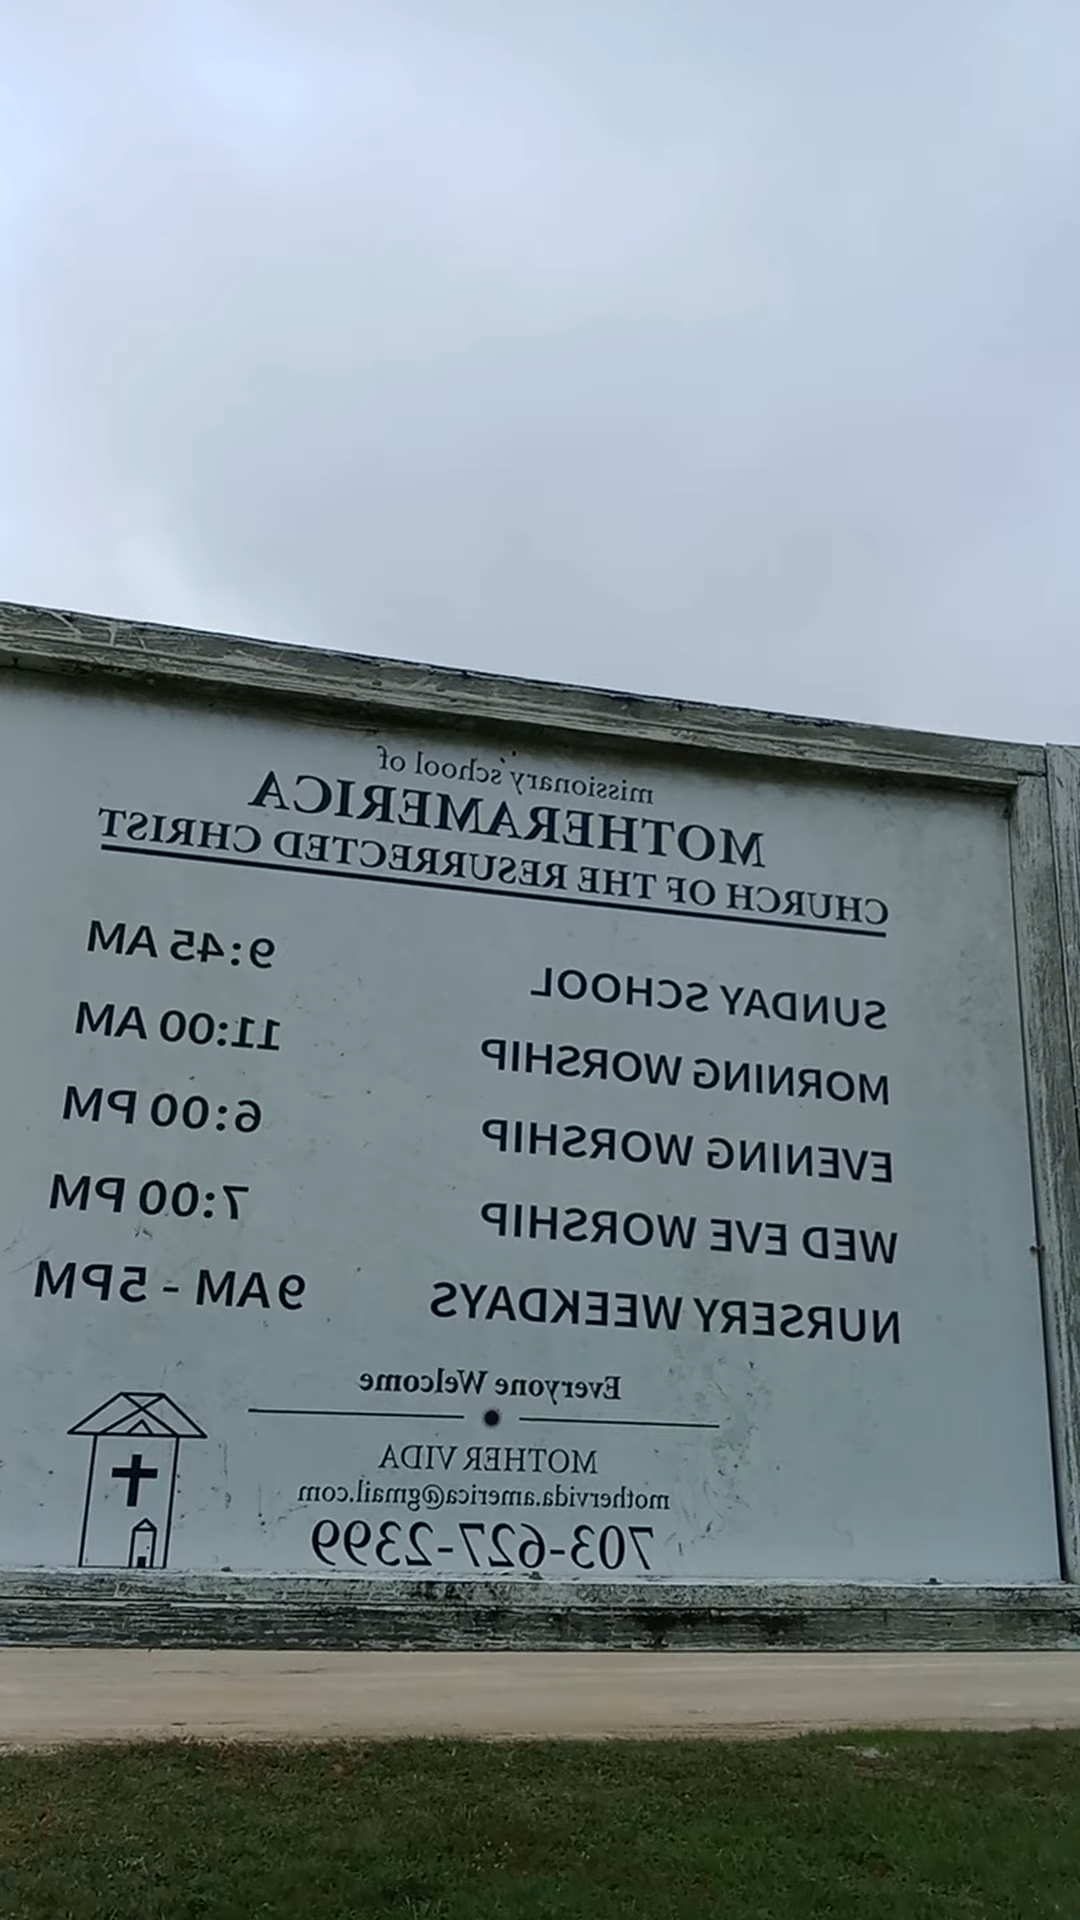 missionary school of
MOTHERAMERICA
CHURCH OF THE RESURRECTED CHRIST
SUNDAY SCHOOL 9:45 AM
MORNING WORSHIP 11:00 AM
EVENING WORSHIP 6:00 PM
WED EVE WORSHIP 7:00 PM
NURSERY WEEKDAYS 9AM - 5PM
Everyone Welcome
MOTHER VIDA
mothervida.america@gmail.com
703-627-2399